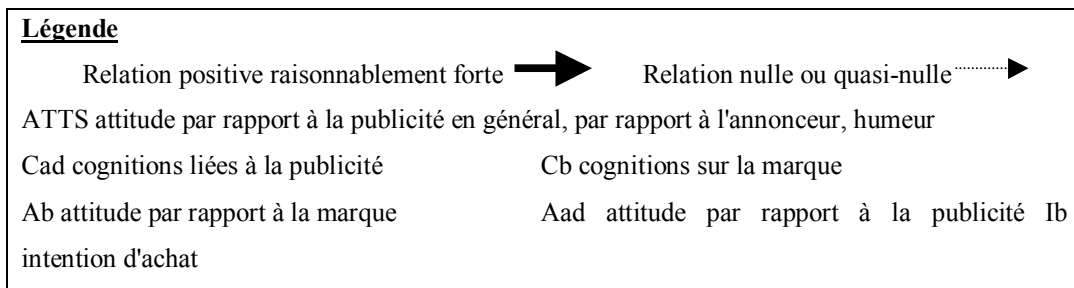 Légende
Relation positive raisonnablement forte Relation nulle ou quasi-nulle
ATTS attitude par rapport à la publicité en général, par rapport à l'annonceur, humeur
Cad cognitions liées à la publicité Cb cognitions sur la marque
Ab attitude par rapport à la marque Aad attitude par rapport à la publicité Ib
intention d'achat